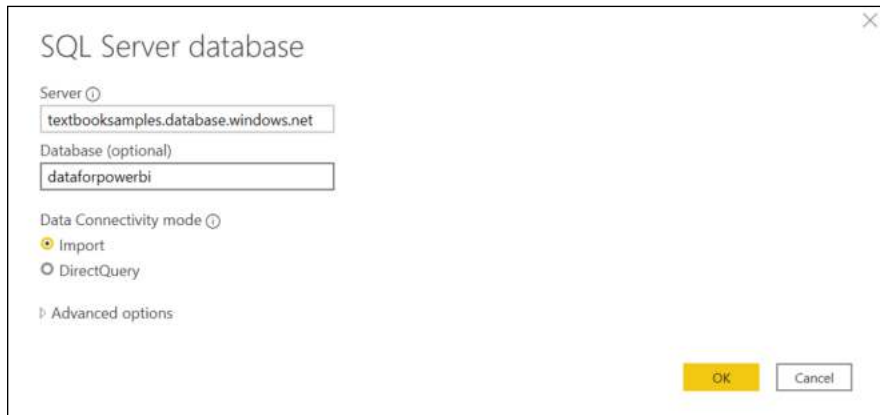 SQL Server database
Server
textbooksamples.database.windows.net
Database (optional)
dataforpowerbi
Data Connectivity mode
Import
DirectQuery
Advanced options
OK Cancel